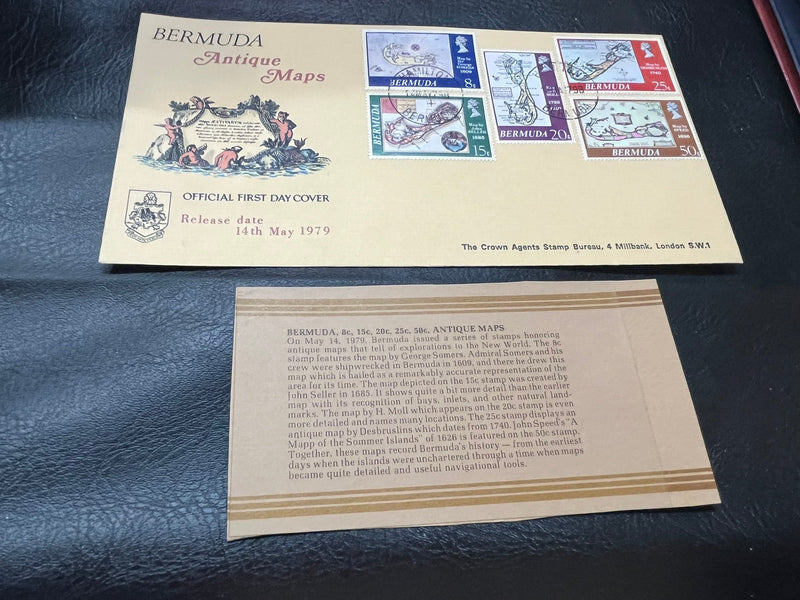 BERMUDA
Antique
Maps
OFFICIAL FIRST DAY COVER
Release date
14th May 1979
BERMUDA
8c
1609
BERMUDA
15c
1685
BERMUDA
20c
BERMUDA
25c
1740
BERMUDA
50c
1626
HAMILTON
The Crown Agents Stamp Bureau, 4 Millbank, London S.W.1
BERMUDA, 8c, 15c, 20c, 25c, 50c, ANTIQUE MAPS
On May 14, 1979, Bermuda issued a series of stamps honoring
antique maps that tell of explorations to the New World. The 8c
stamp features the map by George Somers. Admiral Somers and his
crew were shipwrecked in Bermuda in 1609, and there he drew this
map which is hailed as a remarkably accurate representation of the
area for its time. The map depicted on the 15c stamp was created by
John Seller in 1685. It shows quite a bit more detail than the earlier
map with its recognition of bays, inlets, and other natural land-
marks. The map by H. Moll which appears on the 20c stamp is even
more detailed and names many locations. The 25c stamp displays an
antique map by Desbruslins which dates from 1740. John Speed's "A
Mapp of the Sommer Islands" of 1626 is featured on the 50c stamp.
Together, these maps record Bermuda's history — from the earliest
days when the islands were unchartered through a time when maps
became quite detailed and useful navigational tools.